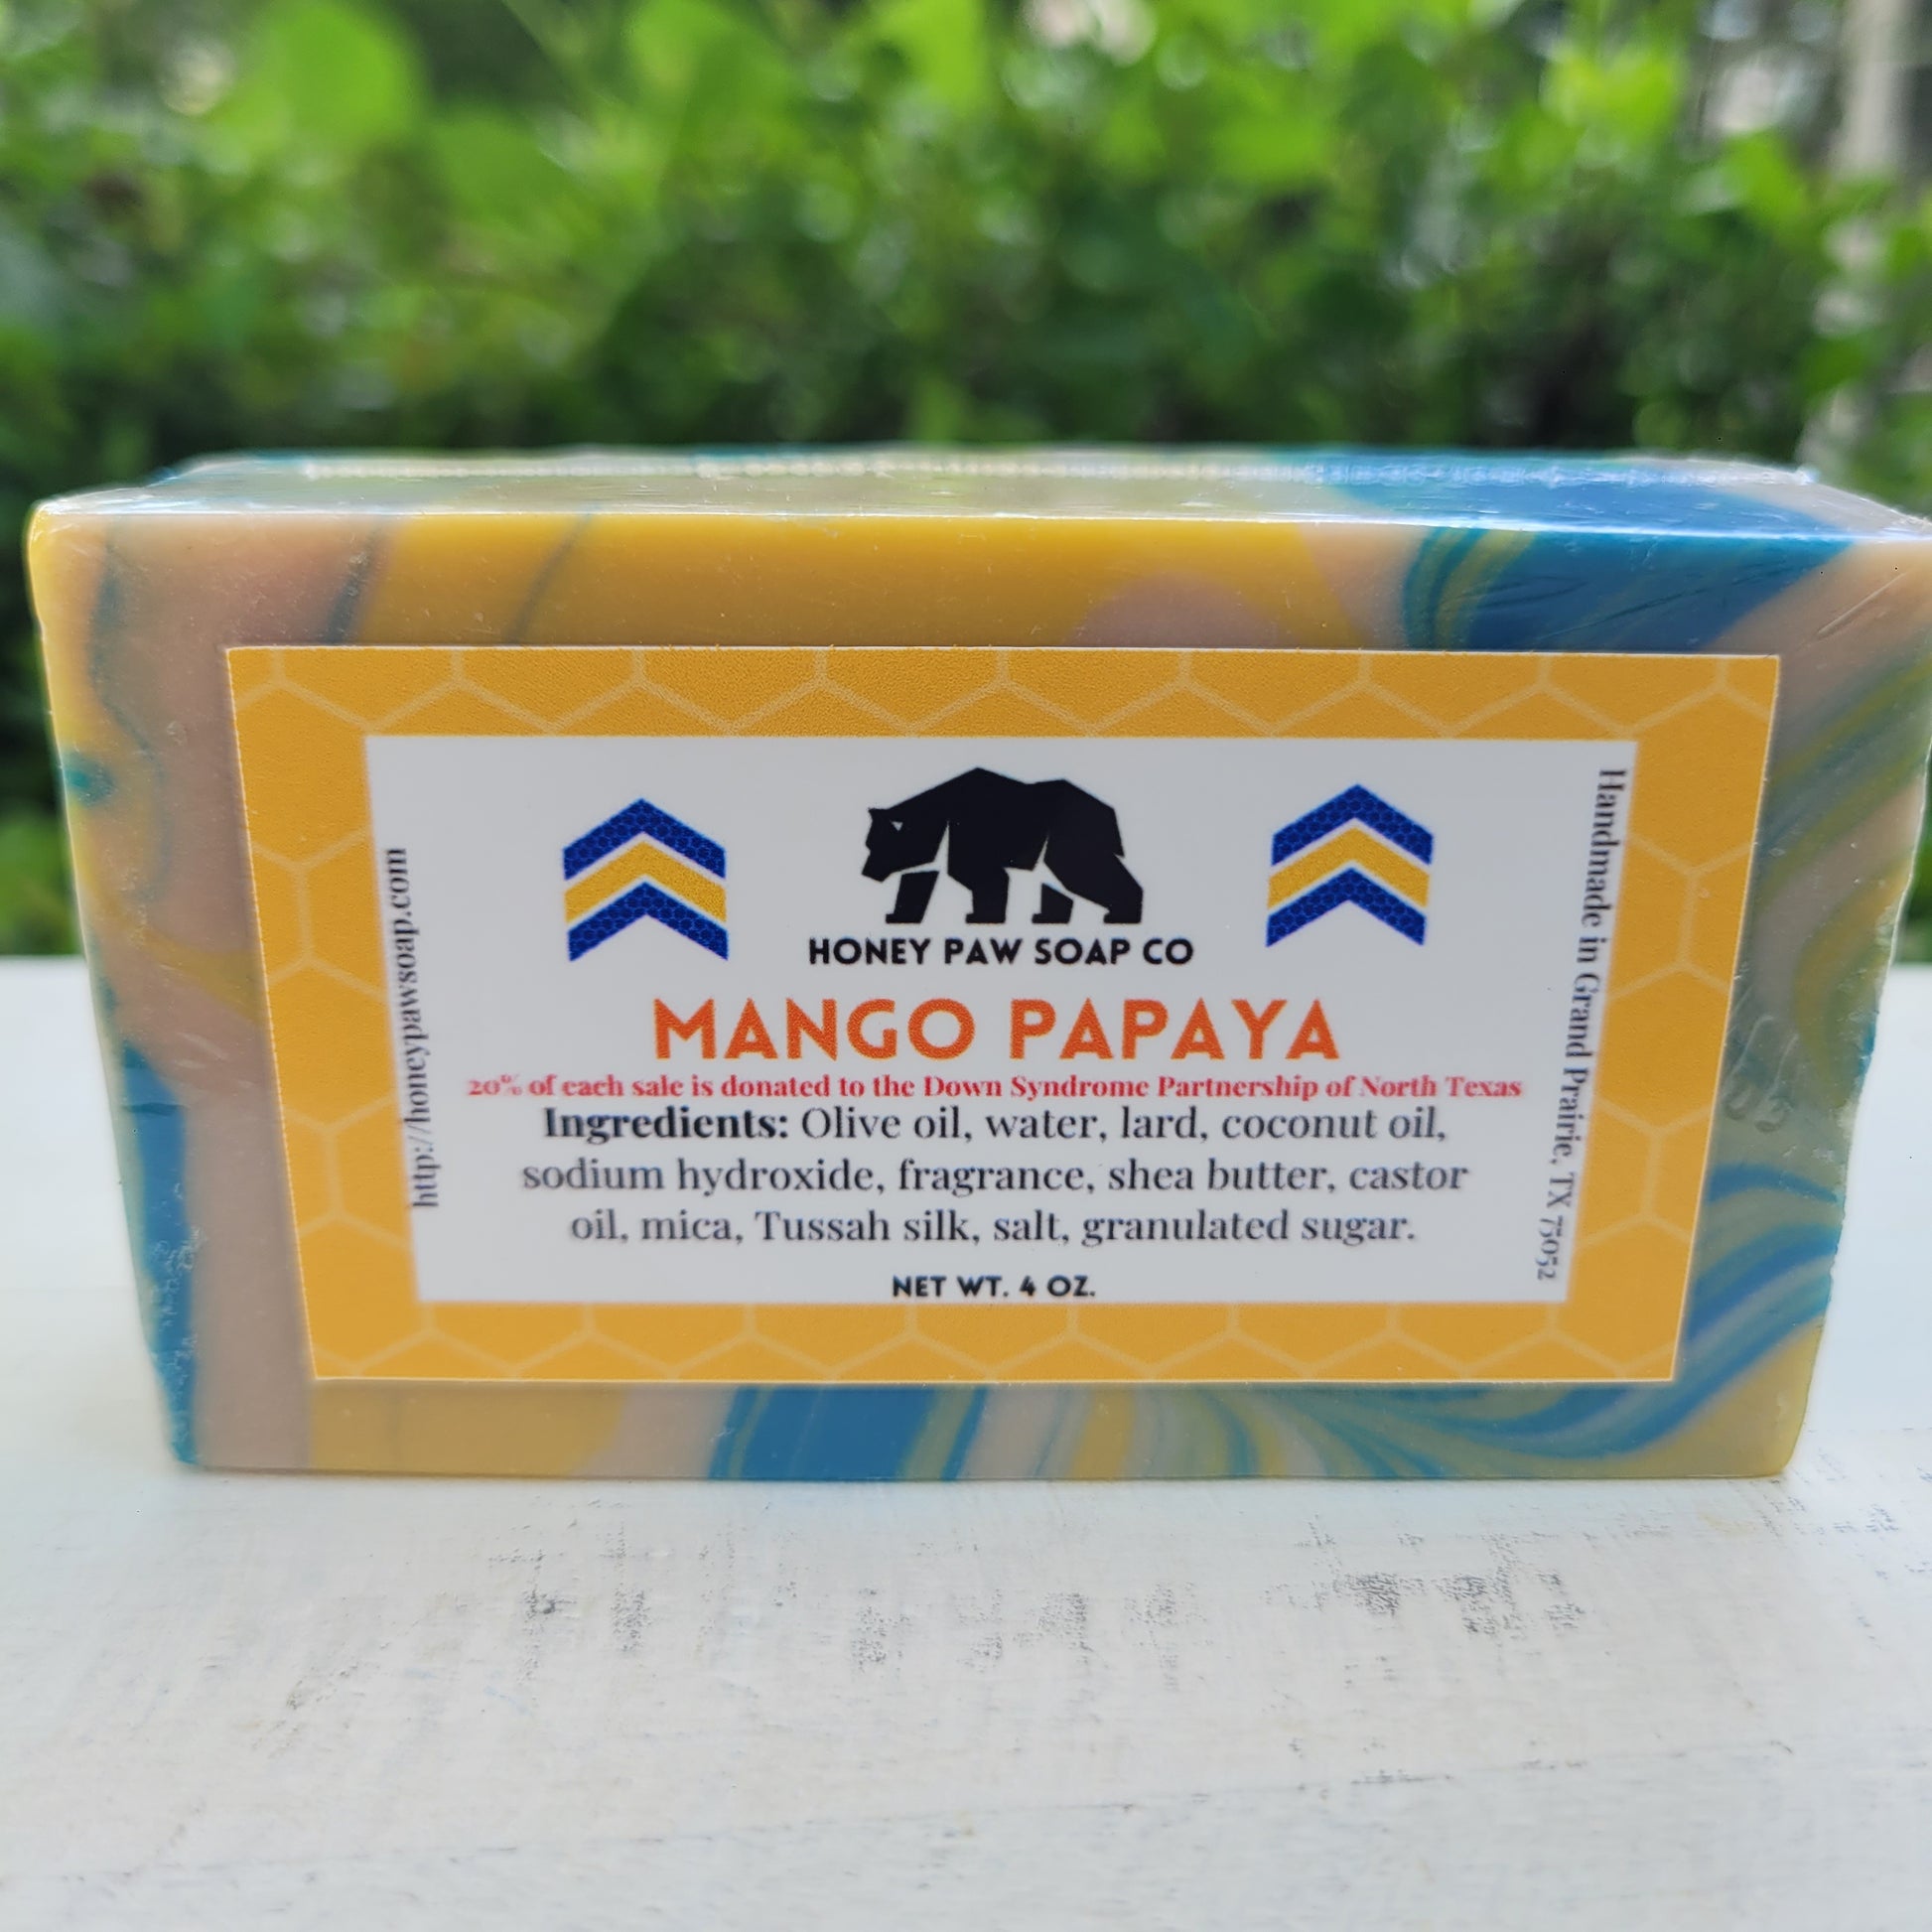 HONEY PAW SOAP CO
MANGO PAPAYA
20% of each sale is donated to the Down Syndrome Partnership of North Texas
Ingredients: Olive oil, water, lard, coconut oil,
sodium hydroxide, fragrance, shea butter, castor
oil, mica, Tussah silk, salt, granulated sugar.
NET WT. 4 OZ.
http://honeypawsoap.com
Handmade in Grand Prairie, TX 75052